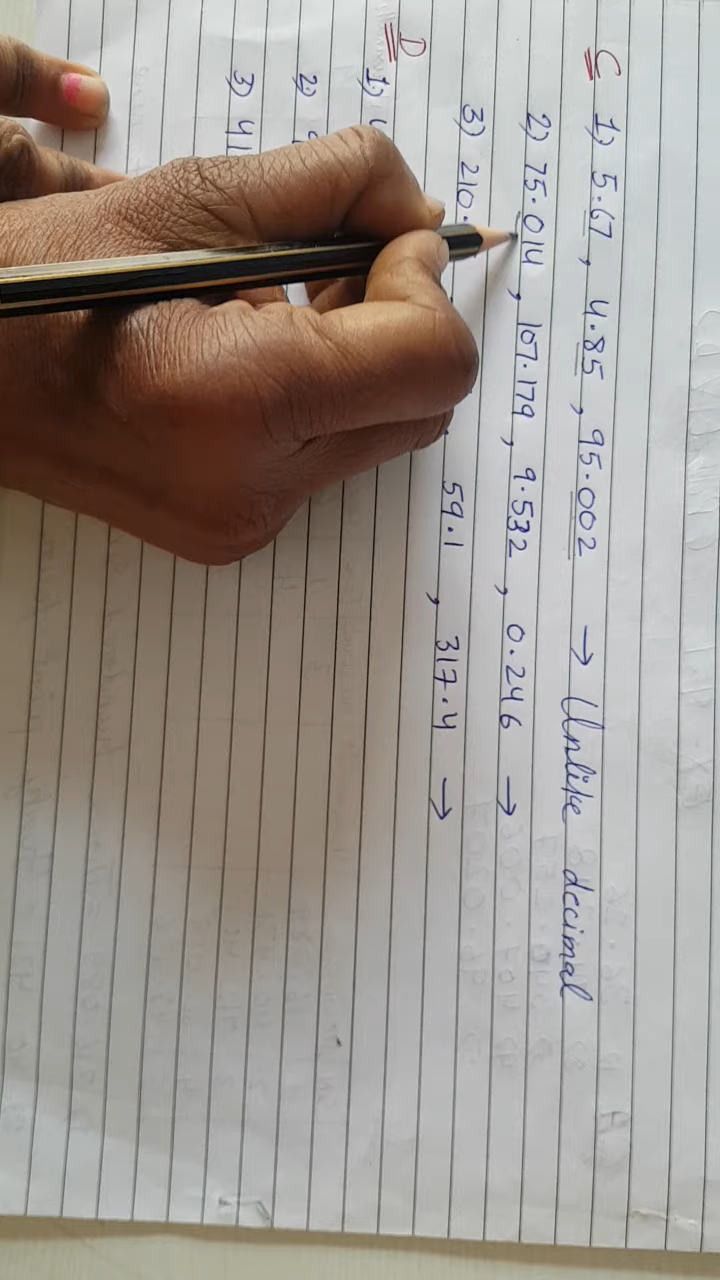 C 1) 5.67 , 4.85 , 95.002 → Unlike decimal
2) 75.014 , 107.179 , 9.532 , 0.246 →
3) 210. , 59.1 , 317.4 →
D
1)
2)
3) 41